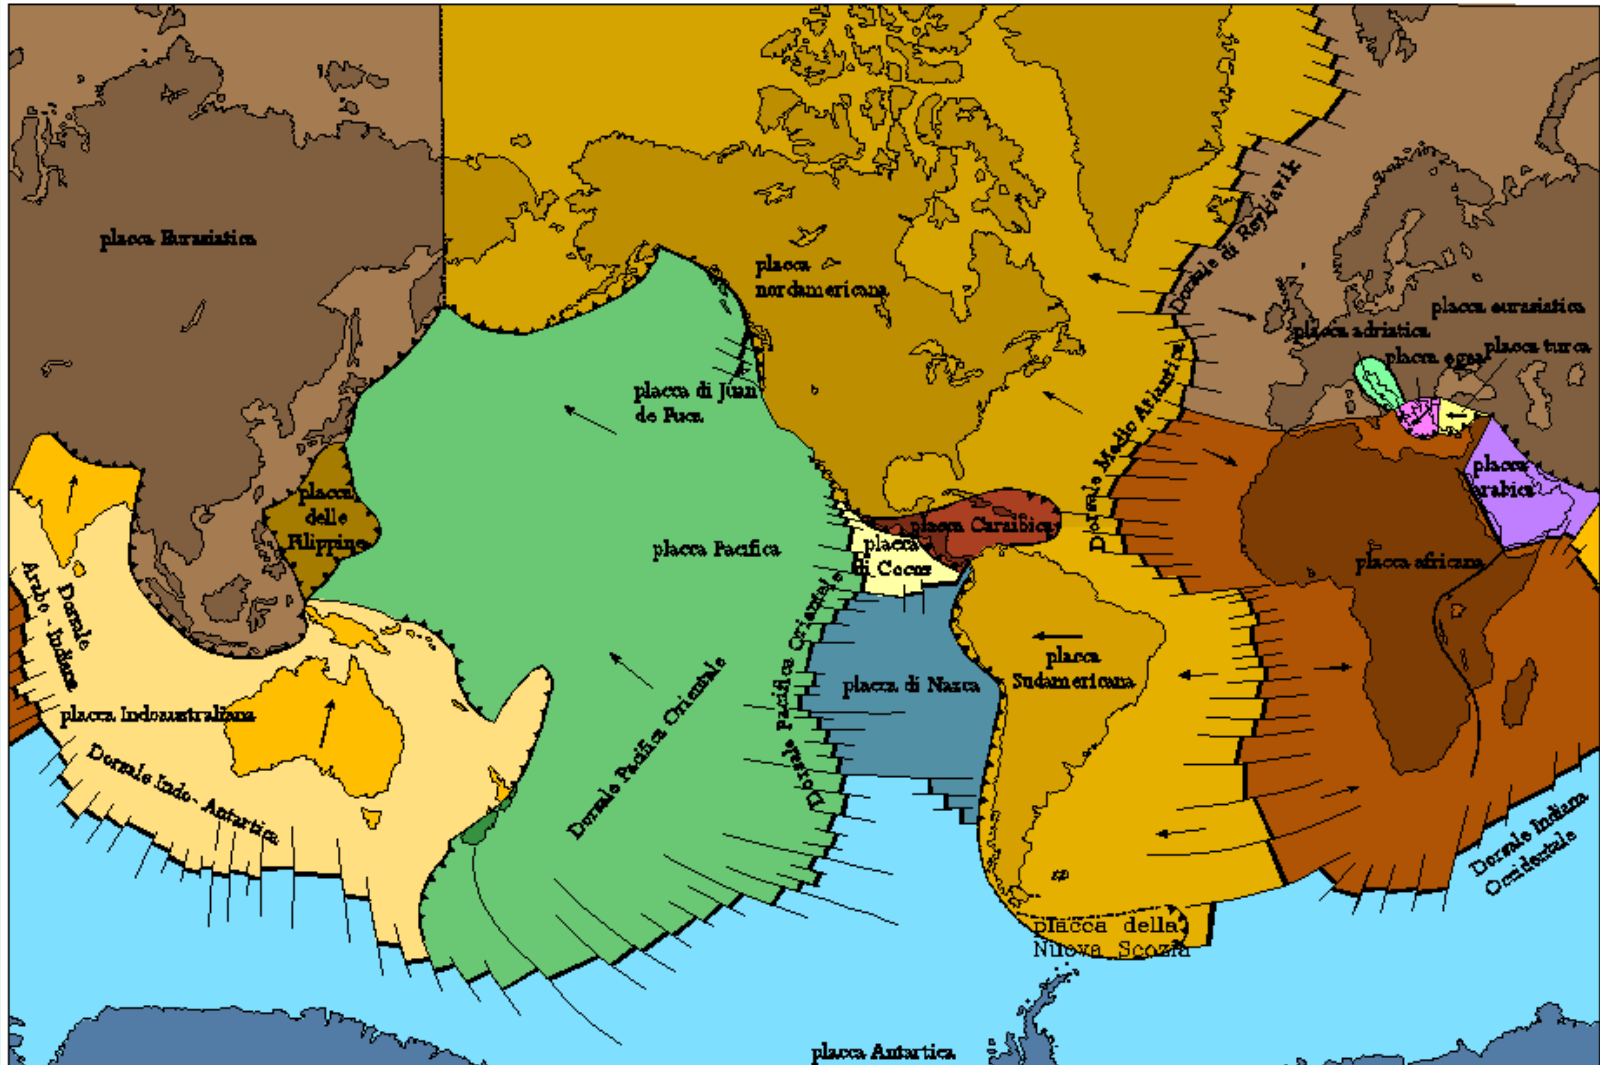 placca Eurasiatica
placca
nordamericana
Dorsale di Reykjavik
placca eurasiatica
placca adriatica
placca egea
placca turca
placca di Juan
de Fuca
Dorsale Medio Atlantica
placca
arabica
placca
delle
Filippine
placca Caraibica
placca Pacifica
placca
di Cocos
placca africana
Dorsale
Arabo - Indiana
Dorsale Pacifica Orientale
placca
Sudamericana
placca di Nazca
placca Indoaustraliana
Dorsale Pacifica Orientale
Dorsale Indo - Antartica
Dorsale Indiana
Occidentale
placca della
Nuova Scozia
placca Antartica